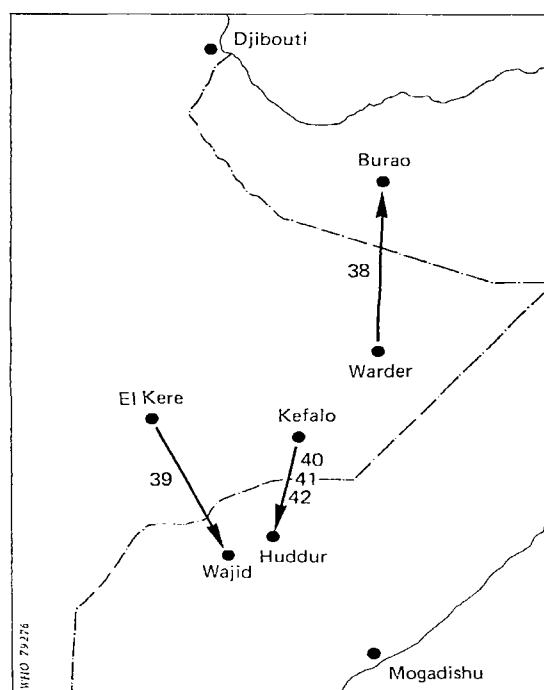 Djibouti
Burao
38
Warder
El Kere
Kefalo
39
40
41
42
Huddur
Wajid
Mogadishu
WHO 79276